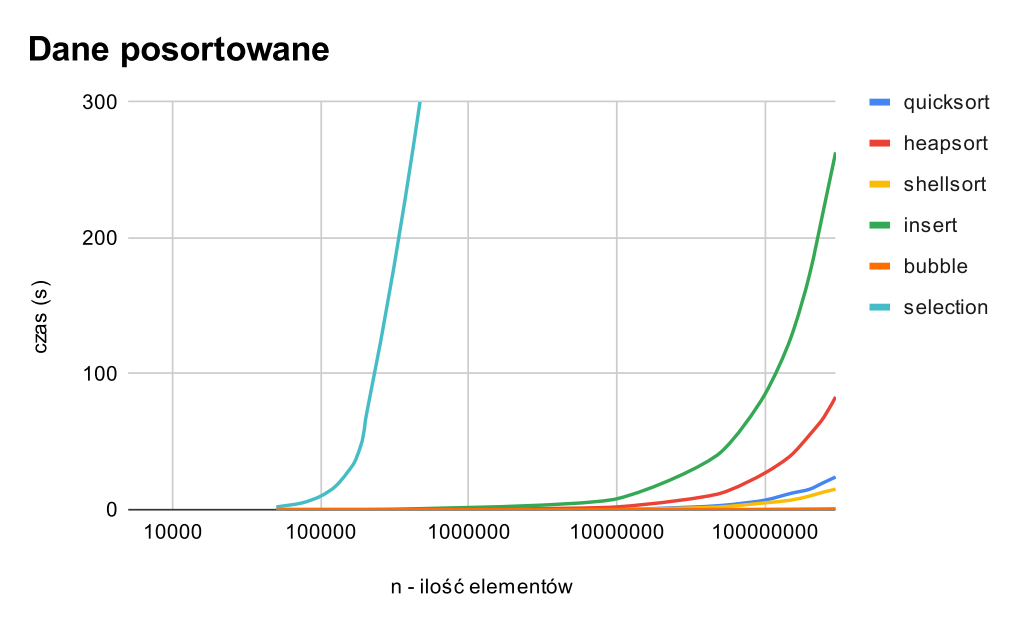 Dane posortowane
300
200
100
0
czas (s)
10000
100000
1000000
10000000
100000000
n - ilość elementów
quicksort
heapsort
shellsort
insert
bubble
selection